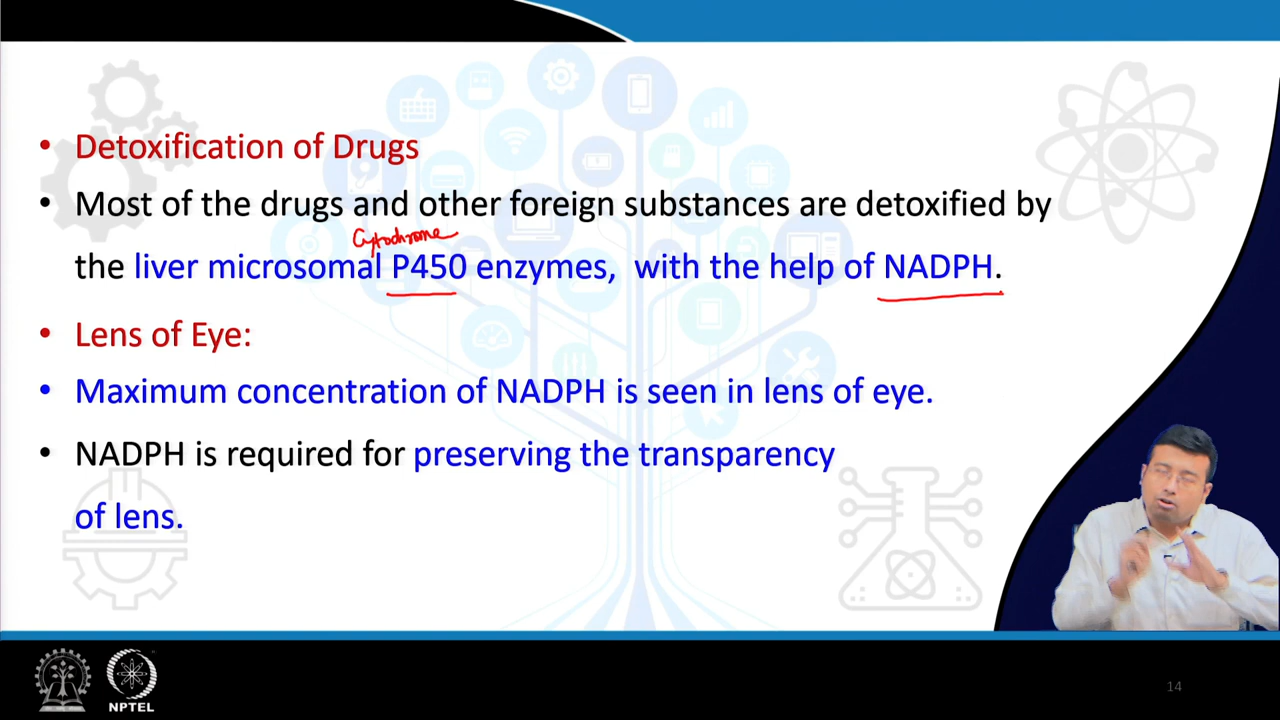 • Detoxification of Drugs
• Most of the drugs and other foreign substances are detoxified by
Cytochrome
the liver microsomal P450 enzymes, with the help of NADPH.
• Lens of Eye:
• Maximum concentration of NADPH is seen in lens of eye.
• NADPH is required for preserving the transparency
of lens.
NPTEL
14